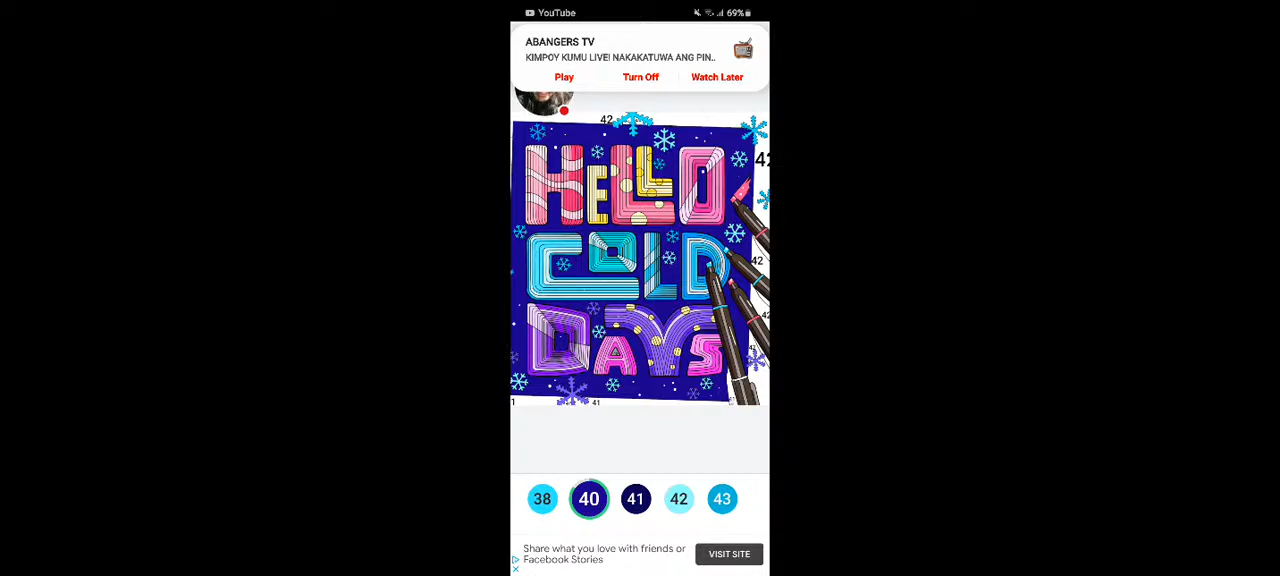 YouTube
69%
ABANGERS TV
KIMPOY KUMU LIVE! NAKAKATUWA ANG PIN..
Play Turn Off Watch Later
42
42
HELLO
COLD
42
42
DAYS
1 41
38 40 41 42 43
Share what you love with friends or
Facebook Stories
VISIT SITE